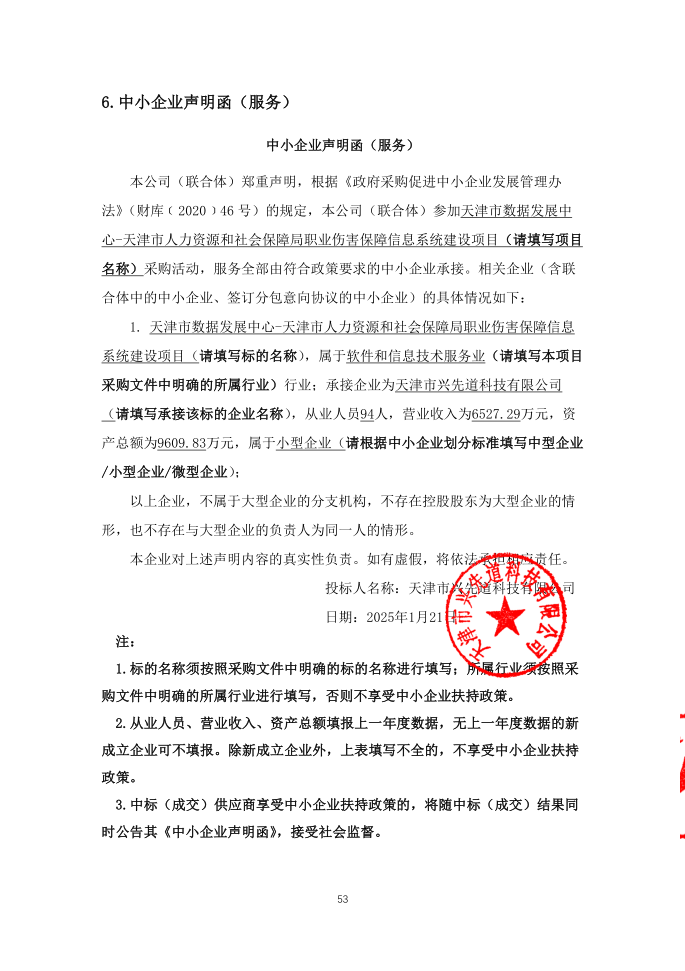 6.中小企业声明函（服务）
中小企业声明函（服务）
本公司（联合体）郑重声明，根据《政府采购促进中小企业发展管理办
法》（财库﹝2020﹞46 号）的规定，本公司（联合体）参加天津市数据发展中
心-天津市人力资源和社会保障局职业伤害保障信息系统建设项目（请填写项目
名称）采购活动，服务全部由符合政策要求的中小企业承接。相关企业（含联
合体中的中小企业、签订分包意向协议的中小企业）的具体情况如下：
1. 天津市数据发展中心-天津市人力资源和社会保障局职业伤害保障信息
系统建设项目（请填写标的名称），属于软件和信息技术服务业（请填写本项目
采购文件中明确的所属行业）行业；承接企业为天津市兴先道科技有限公司
（请填写承接该标的企业名称），从业人员94人，营业收入为6527.29万元，资
产总额为9609.83万元，属于小型企业（请根据中小企业划分标准填写中型企业
/小型企业/微型企业）；
以上企业，不属于大型企业的分支机构，不存在控股股东为大型企业的情
形，也不存在与大型企业的负责人为同一人的情形。
本企业对上述声明内容的真实性负责。如有虚假，将依法承担相应责任。
投标人名称：天津市兴先道科技有限公司
日期：2025年1月21日
天津市兴先道科技有限公司
注：
1.标的名称须按照采购文件中明确的标的名称进行填写；所属行业须按照采
购文件中明确的所属行业进行填写，否则不享受中小企业扶持政策。
2.从业人员、营业收入、资产总额填报上一年度数据，无上一年度数据的新
成立企业可不填报。除新成立企业外，上表填写不全的，不享受中小企业扶持
政策。
3.中标（成交）供应商享受中小企业扶持政策的，将随中标（成交）结果同
时公告其《中小企业声明函》，接受社会监督。
53